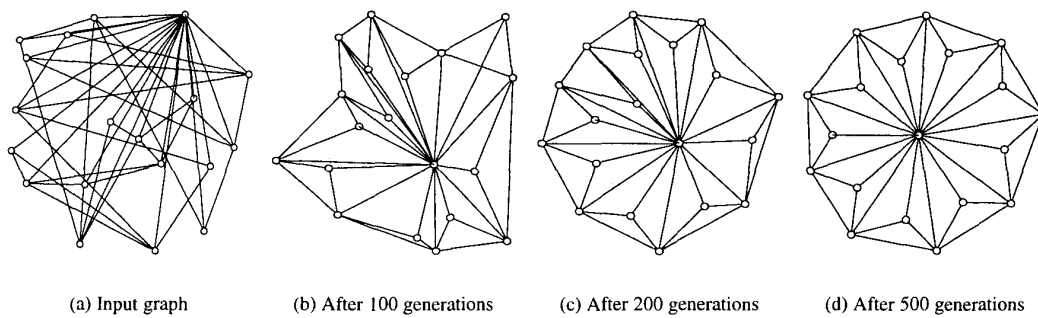 (a) Input graph
(b) After 100 generations
(c) After 200 generations
(d) After 500 generations